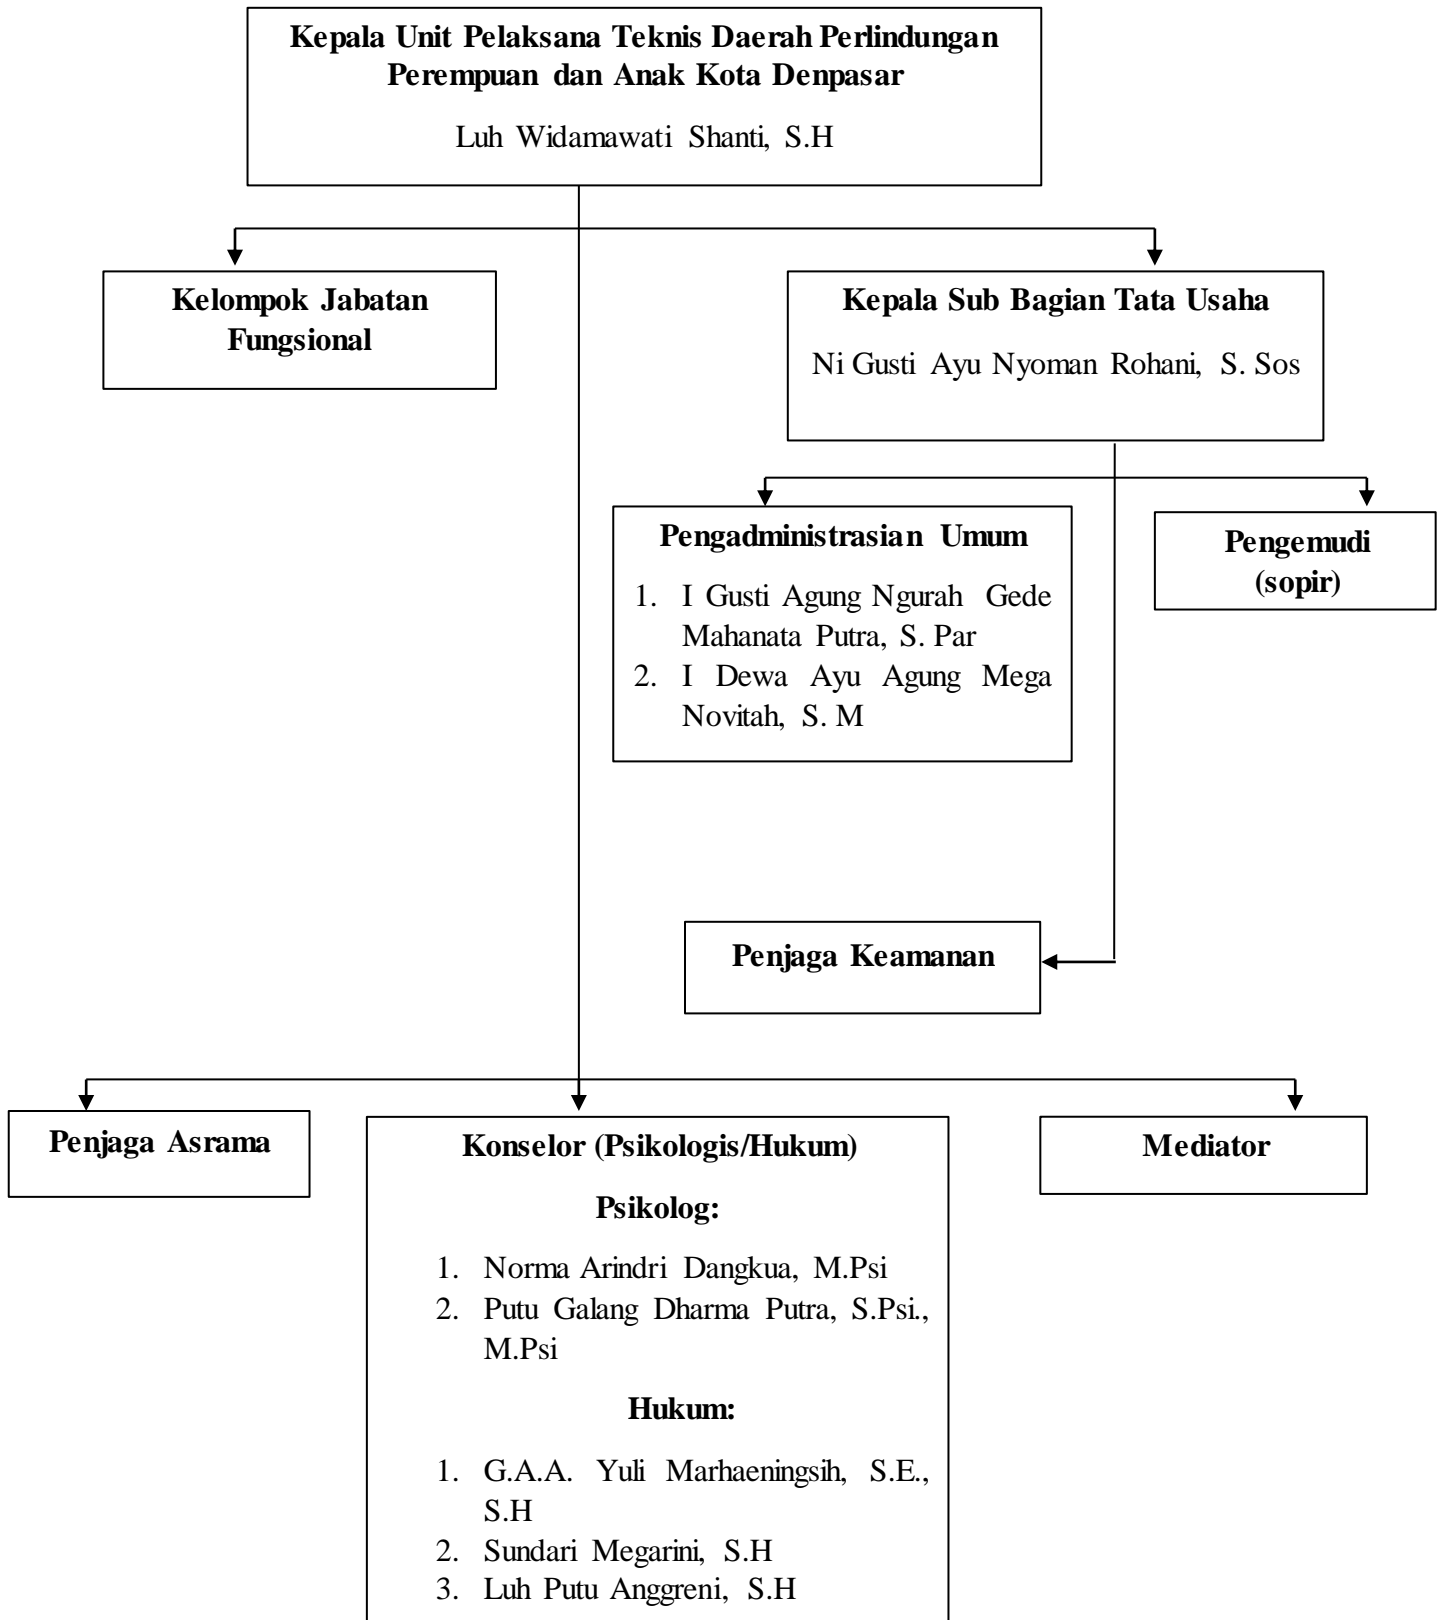 Kepala Unit Pelaksana Teknis Daerah Perlindungan
Perempuan dan Anak Kota Denpasar
Luh Widamawati Shanti, S.H
Kelompok Jabatan
Fungsional
Kepala Sub Bagian Tata Usaha
Ni Gusti Ayu Nyoman Rohani, S. Sos
Pengadministrasian Umum
1. I Gusti Agung Ngurah Gede
Mahanata Putra, S. Par
2. I Dewa Ayu Agung Mega
Novitah, S. M
Pengemudi
(sopir)
Penjaga Keamanan
Penjaga Asrama
Konselor (Psikologis/Hukum)
Psikolog:
1. Norma Arindri Dangkua, M.Psi
2. Putu Galang Dharma Putra, S.Psi.,
M.Psi
Hukum:
1. G.A.A. Yuli Marhaeningsih, S.E.,
S.H
2. Sundari Megarini, S.H
3. Luh Putu Anggreni, S.H
Mediator